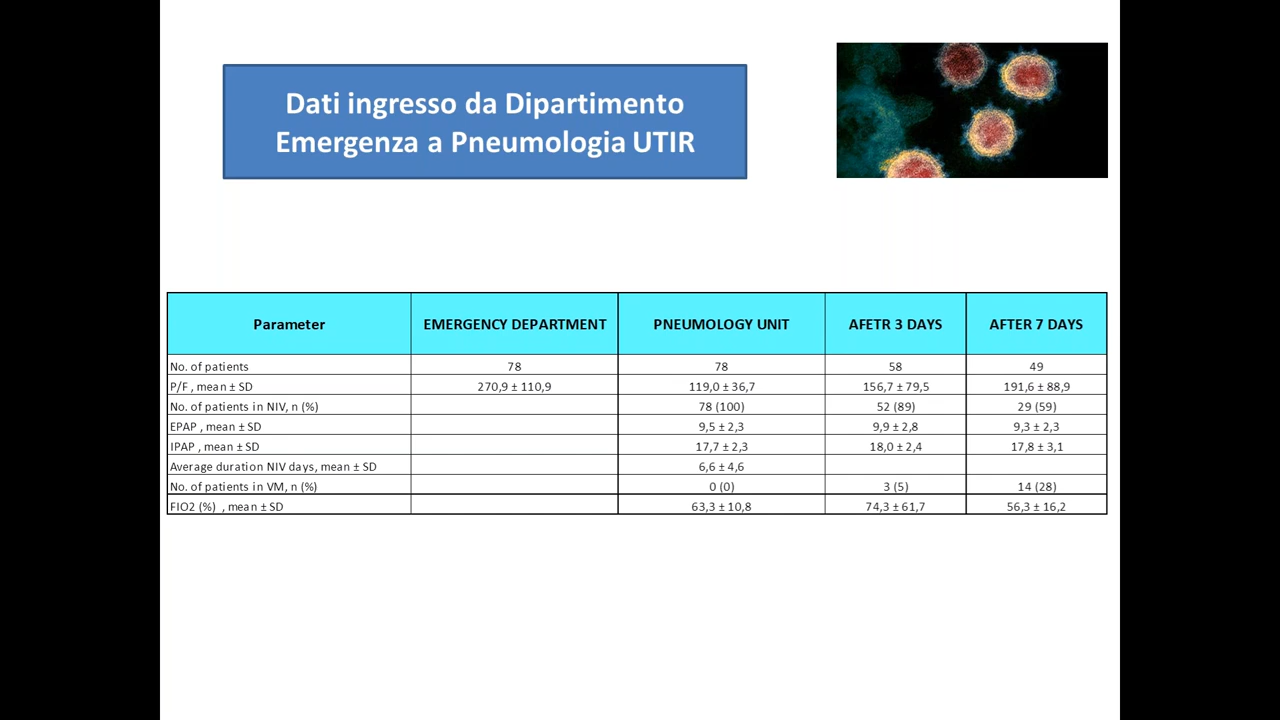 Dati ingresso da Dipartimento
Emergenza a Pneumologia UTIR
Parameter EMERGENCY DEPARTMENT PNEUMOLOGY UNIT AFETR 3 DAYS AFTER 7 DAYS
No. of patients 78 78 58 49
P/F , mean ± SD 270,9 ± 110,9 119,0 ± 36,7 156,7 ± 79,5 191,6 ± 88,9
No. of patients in NIV, n (%) 78 (100) 52 (89) 29 (59)
EPAP , mean ± SD 9,5 ± 2,3 9,9 ± 2,8 9,3 ± 2,3
IPAP , mean ± SD 17,7 ± 2,3 18,0 ± 2,4 17,8 ± 3,1
Average duration NIV days, mean ± SD 6,6 ± 4,6
No. of patients in VM, n (%) 0 (0) 3 (5) 14 (28)
FIO2 (%) , mean ± SD 63,3 ± 10,8 74,3 ± 61,7 56,3 ± 16,2